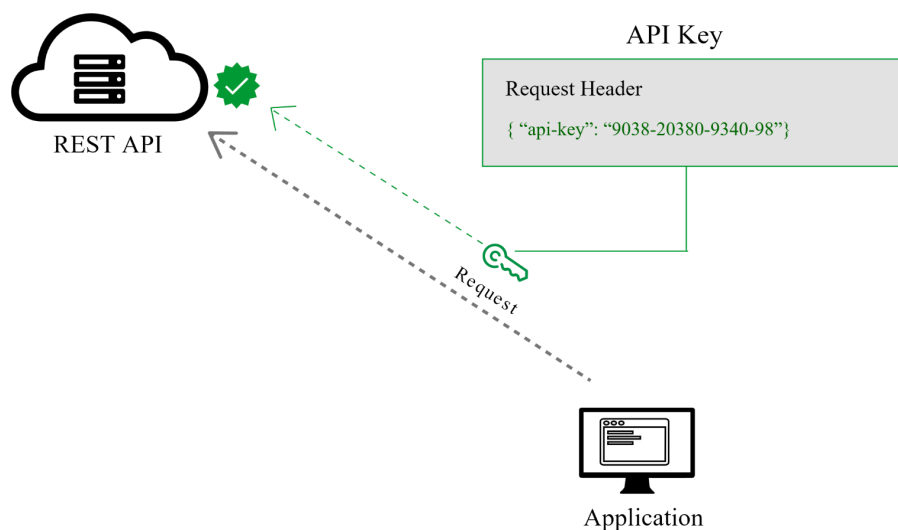 API Key
Request Header
{ “api-key”: “9038-20380-9340-98”}
REST API
Request
Application